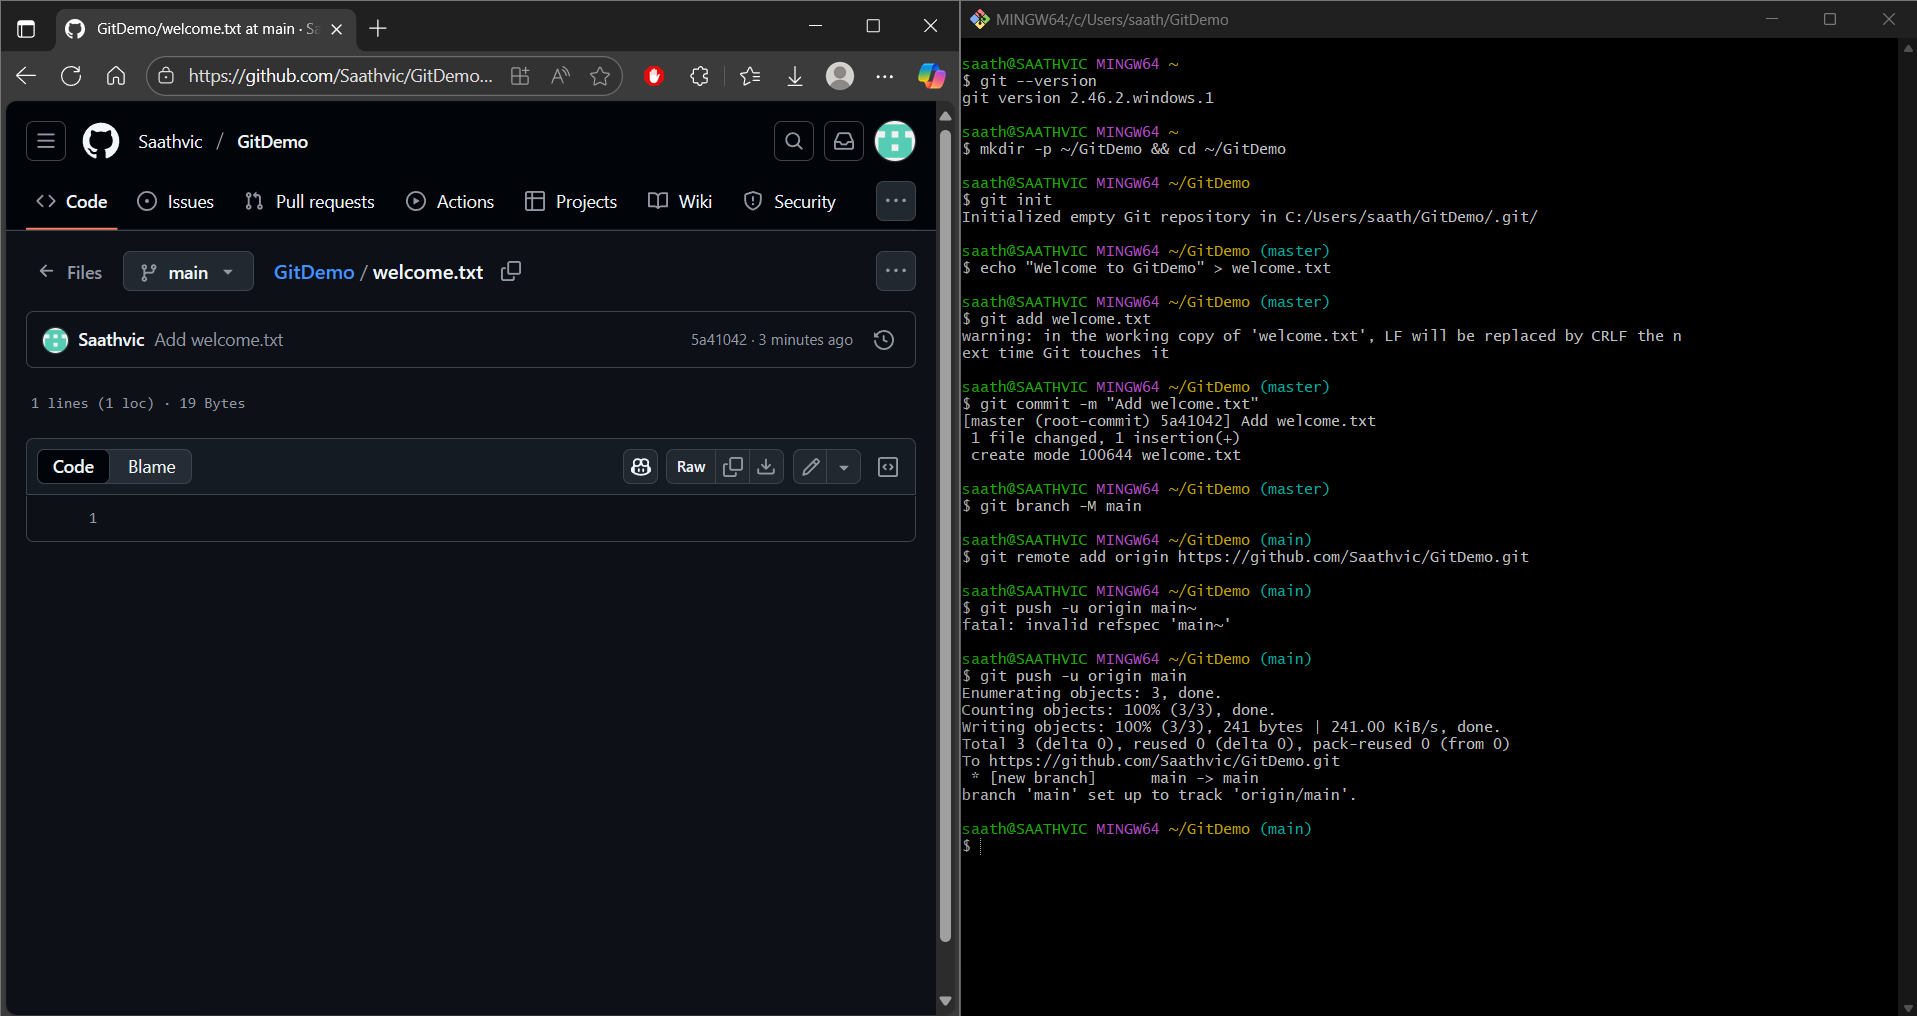 GitDemo/welcome.txt at main · Sa
https://github.com/Saathvic/GitDemo...
Saathvic / GitDemo
Code Issues Pull requests Actions Projects Wiki Security
Files main GitDemo / welcome.txt
Saathvic Add welcome.txt 5a41042 · 3 minutes ago
1 lines (1 loc) · 19 Bytes
Code Blame Raw
1
MINGW64:/c/Users/saath/GitDemo
saath@SAATHVIC MINGW64 ~
$ git --version
git version 2.46.2.windows.1
saath@SAATHVIC MINGW64 ~
$ mkdir -p ~/GitDemo && cd ~/GitDemo
saath@SAATHVIC MINGW64 ~/GitDemo
$ git init
Initialized empty Git repository in C:/Users/saath/GitDemo/.git/
saath@SAATHVIC MINGW64 ~/GitDemo (master)
$ echo "Welcome to GitDemo" > welcome.txt
saath@SAATHVIC MINGW64 ~/GitDemo (master)
$ git add welcome.txt
warning: in the working copy of 'welcome.txt', LF will be replaced by CRLF the n
ext time Git touches it
saath@SAATHVIC MINGW64 ~/GitDemo (master)
$ git commit -m "Add welcome.txt"
[master (root-commit) 5a41042] Add welcome.txt
1 file changed, 1 insertion(+)
create mode 100644 welcome.txt
saath@SAATHVIC MINGW64 ~/GitDemo (master)
$ git branch -M main
saath@SAATHVIC MINGW64 ~/GitDemo (main)
$ git remote add origin https://github.com/Saathvic/GitDemo.git
saath@SAATHVIC MINGW64 ~/GitDemo (main)
$ git push -u origin main~
fatal: invalid refspec 'main~'
saath@SAATHVIC MINGW64 ~/GitDemo (main)
$ git push -u origin main
Enumerating objects: 3, done.
Counting objects: 100% (3/3), done.
Writing objects: 100% (3/3), 241 bytes | 241.00 KiB/s, done.
Total 3 (delta 0), reused 0 (delta 0), pack-reused 0 (from 0)
To https://github.com/Saathvic/GitDemo.git
* [new branch]      main -> main
branch 'main' set up to track 'origin/main'.
saath@SAATHVIC MINGW64 ~/GitDemo (main)
$